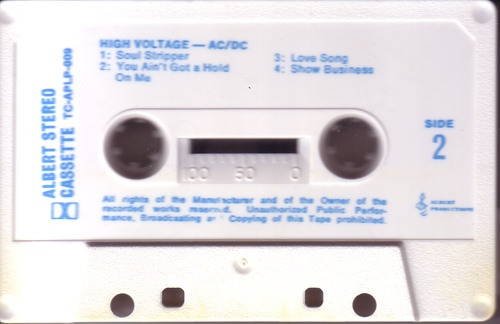 HIGH VOLTAGE — AC/DC
1: Soul Stripper
2: You Ain't Got a Hold
On Me
3: Love Song
4: Show Business
ALBERT STEREO
CASSETTE TC-APLP-009
SIDE
2
100 50 0
All rights of the Manufacturer and of the Owner of the
recorded works reserved. Unauthorized Public Perfor-
mance, Broadcasting and Copying of this Tape prohibited.
ALBERT
PRODUCTIONS